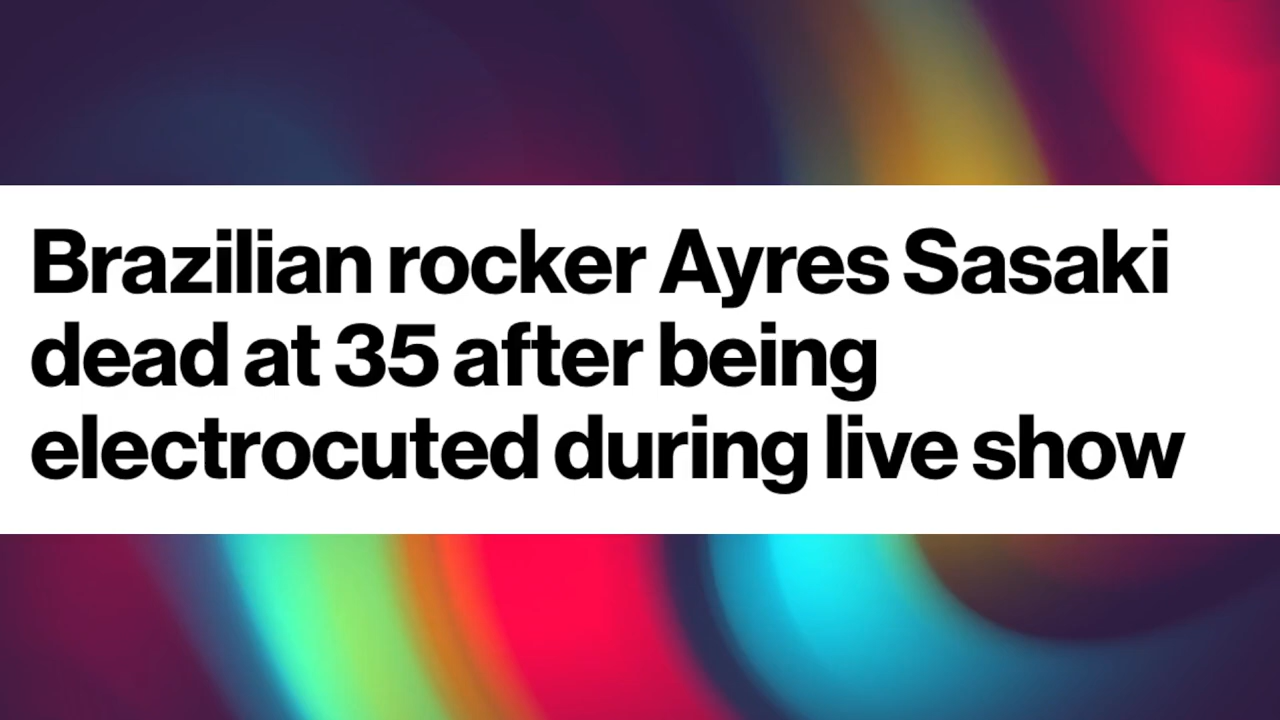 Brazilian rocker Ayres Sasaki
dead at 35 after being
electrocuted during live show